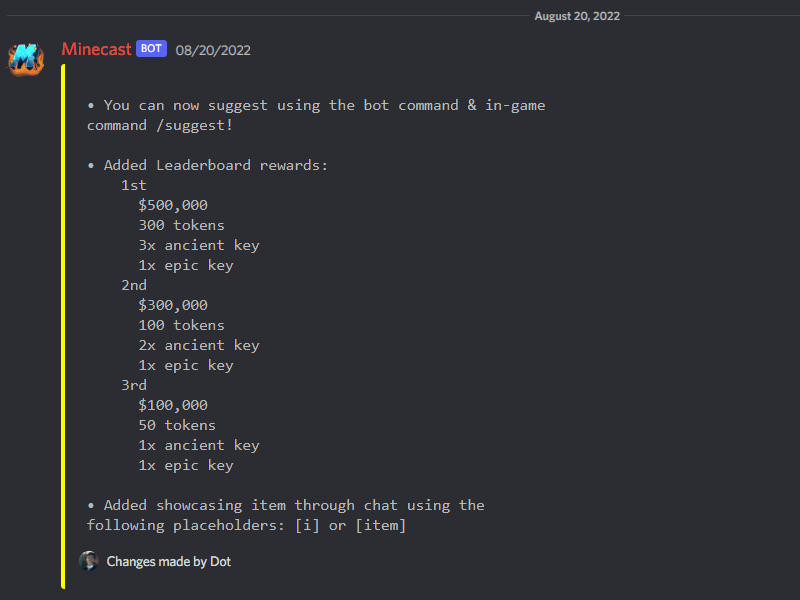 August 20, 2022
Minecast BOT 08/20/2022
• You can now suggest using the bot command & in-game
command /suggest!
• Added Leaderboard rewards:
1st
$500,000
300 tokens
3x ancient key
1x epic key
2nd
$300,000
100 tokens
2x ancient key
1x epic key
3rd
$100,000
50 tokens
1x ancient key
1x epic key
• Added showcasing item through chat using the
following placeholders: [i] or [item]
Changes made by Dot